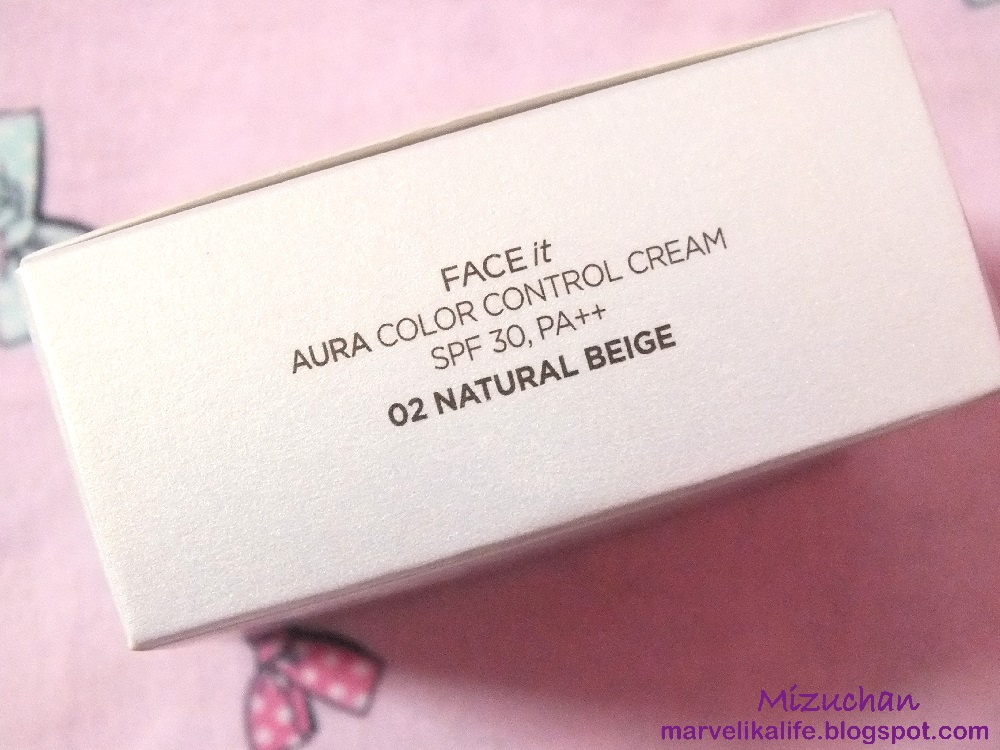 FACE it
AURA COLOR CONTROL CREAM
SPF 30, PA++
02 NATURAL BEIGE
Mizuchan
marvelikalife.blogspot.com